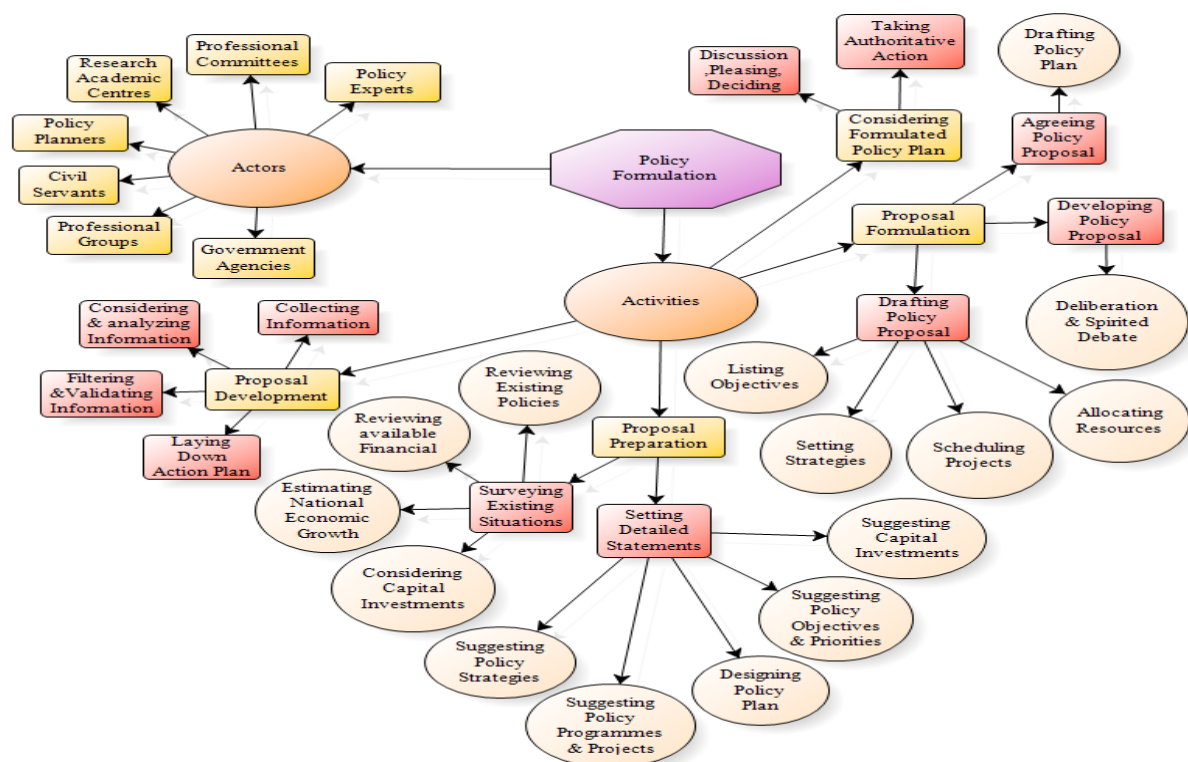 Professional
Committees
Research
Academic
Centres
Policy
Experts
Policy
Planners
Actors
Civil
Servants
Professional
Groups
Government
Agencies
Policy
Formulation
Discussion
,Pleasing,
Deciding
Taking
Authoritative
Action
Drafting
Policy
Plan
Considering
Formulated
Policy Plan
Agreeing
Policy
Proposal
Proposal
Formulation
Developing
Policy
Proposal
Activities
Drafting
Policy
Proposal
Deliberation
& Spirited
Debate
Listing
Objectives
Setting
Strategies
Scheduling
Projects
Allocating
Resources
Considering
& analyzing
Information
Collecting
Information
Filtering
&Validating
Information
Proposal
Development
Laying
Down
Action Plan
Reviewing
Existing
Policies
Reviewing
available
Financial
Proposal
Preparation
Estimating
National
Economic
Growth
Surveying
Existing
Situations
Setting
Detailed
Statements
Considering
Capital
Investments
Suggesting
Capital
Investments
Suggesting
Policy
Objectives
& Priorities
Suggesting
Policy
Strategies
Designing
Policy
Plan
Suggesting
Policy
Programmes
& Projects